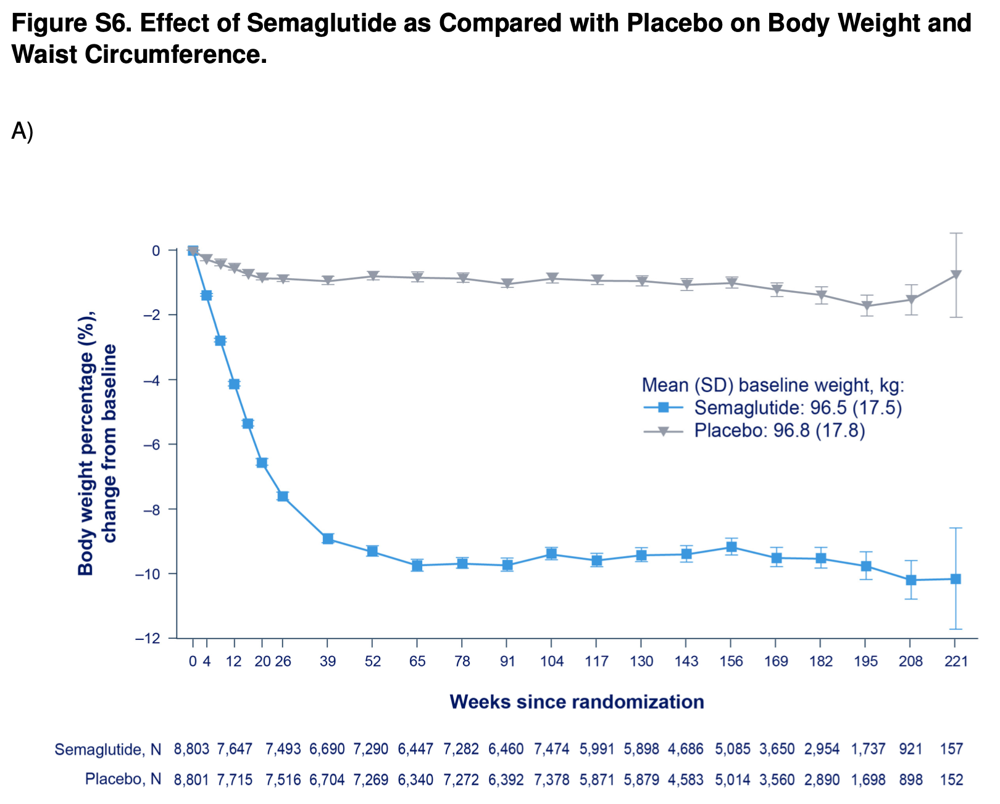 Figure S6. Effect of Semaglutide as Compared with Placebo on Body Weight and
Waist Circumference.
A)
0
–2
–4
–6
–8
–10
–12
Body weight percentage (%),
change from baseline
Mean (SD) baseline weight, kg:
Semaglutide: 96.5 (17.5)
Placebo: 96.8 (17.8)
0 4 12 20 26 39 52 65 78 91 104 117 130 143 156 169 182 195 208 221
Weeks since randomization
Semaglutide, N 8,803 7,647 7,493 6,690 7,290 6,447 7,282 6,460 7,474 5,991 5,898 4,686 5,085 3,650 2,954 1,737 921 157
Placebo, N 8,801 7,715 7,516 6,704 7,269 6,340 7,272 6,392 7,378 5,871 5,879 4,583 5,014 3,560 2,890 1,698 898 152